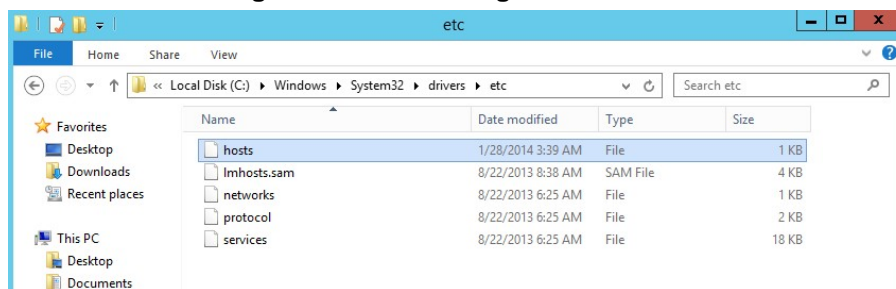 etc
File Home Share View
« Local Disk (C:) Windows System32 drivers etc Search etc
Favorites
Desktop
Downloads
Recent places
This PC
Desktop
Documents
Name Date modified Type Size
hosts 1/28/2014 3:39 AM File 1 KB
lmhosts.sam 8/22/2013 8:38 AM SAM File 4 KB
networks 8/22/2013 6:25 AM File 1 KB
protocol 8/22/2013 6:25 AM File 2 KB
services 8/22/2013 6:25 AM File 18 KB